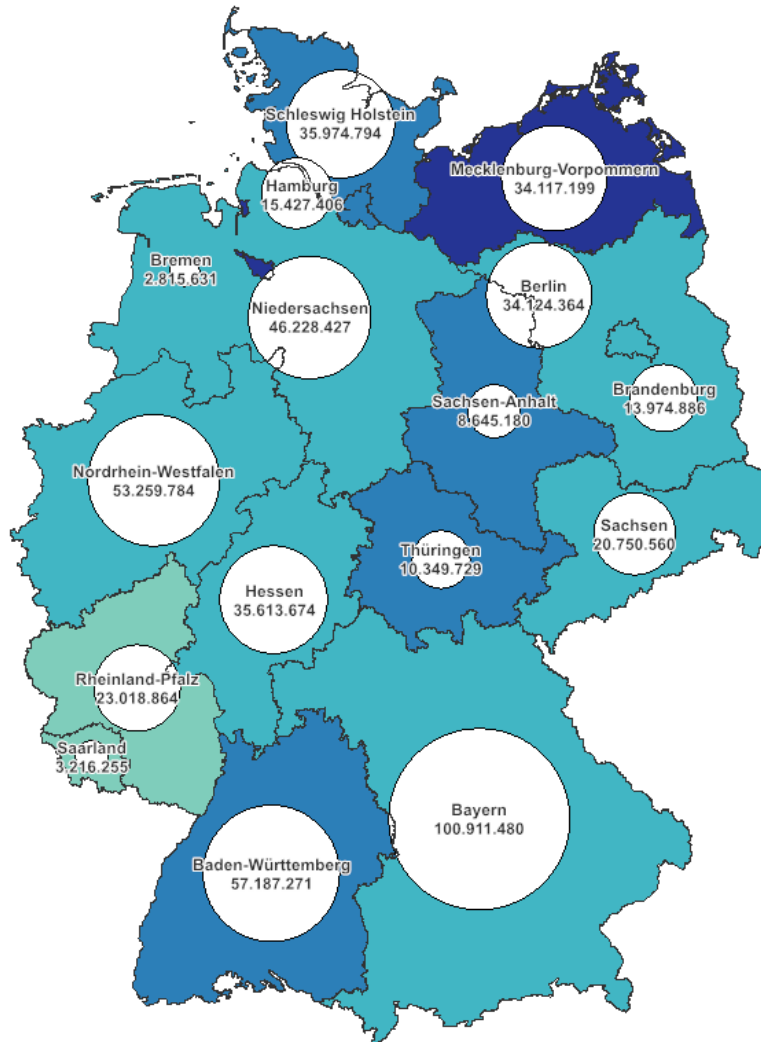 Schleswig Holstein
35.974.794
Mecklenburg-Vorpommern
34.117.199
Hamburg
15.427.406
Bremen
2.815.631
Niedersachsen
46.228.427
Berlin
34.124.364
Sachsen-Anhalt
8.645.180
Brandenburg
13.974.886
Nordrhein-Westfalen
53.259.784
Sachsen
20.750.560
Thüringen
10.349.729
Hessen
35.613.674
Rheinland-Pfalz
23.018.864
Saarland
3.216.255
Bayern
100.911.480
Baden-Württemberg
57.187.271